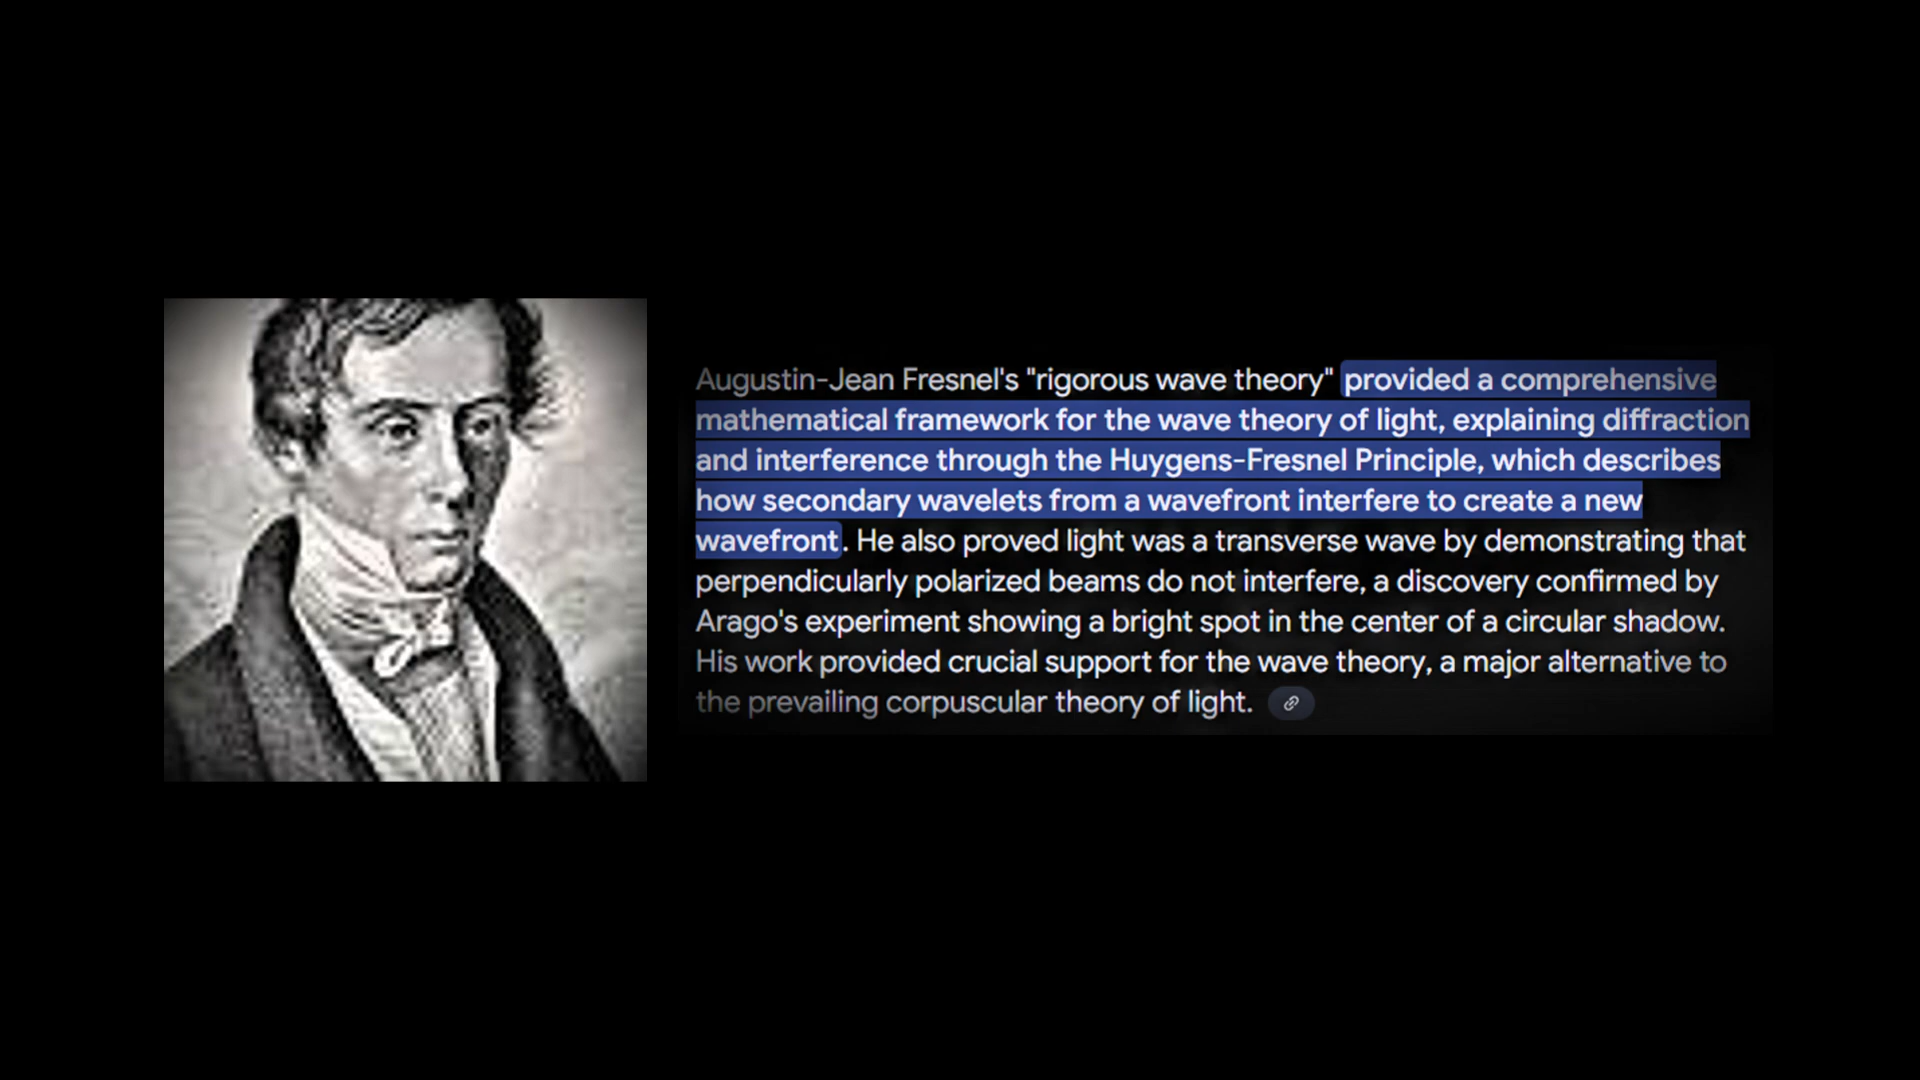 Augustin-Jean Fresnel's "rigorous wave theory" provided a comprehensive
mathematical framework for the wave theory of light, explaining diffraction
and interference through the Huygens-Fresnel Principle, which describes
how secondary wavelets from a wavefront interfere to create a new
wavefront. He also proved light was a transverse wave by demonstrating that
perpendicularly polarized beams do not interfere, a discovery confirmed by
Arago's experiment showing a bright spot in the center of a circular shadow.
His work provided crucial support for the wave theory, a major alternative to
the prevailing corpuscular theory of light.